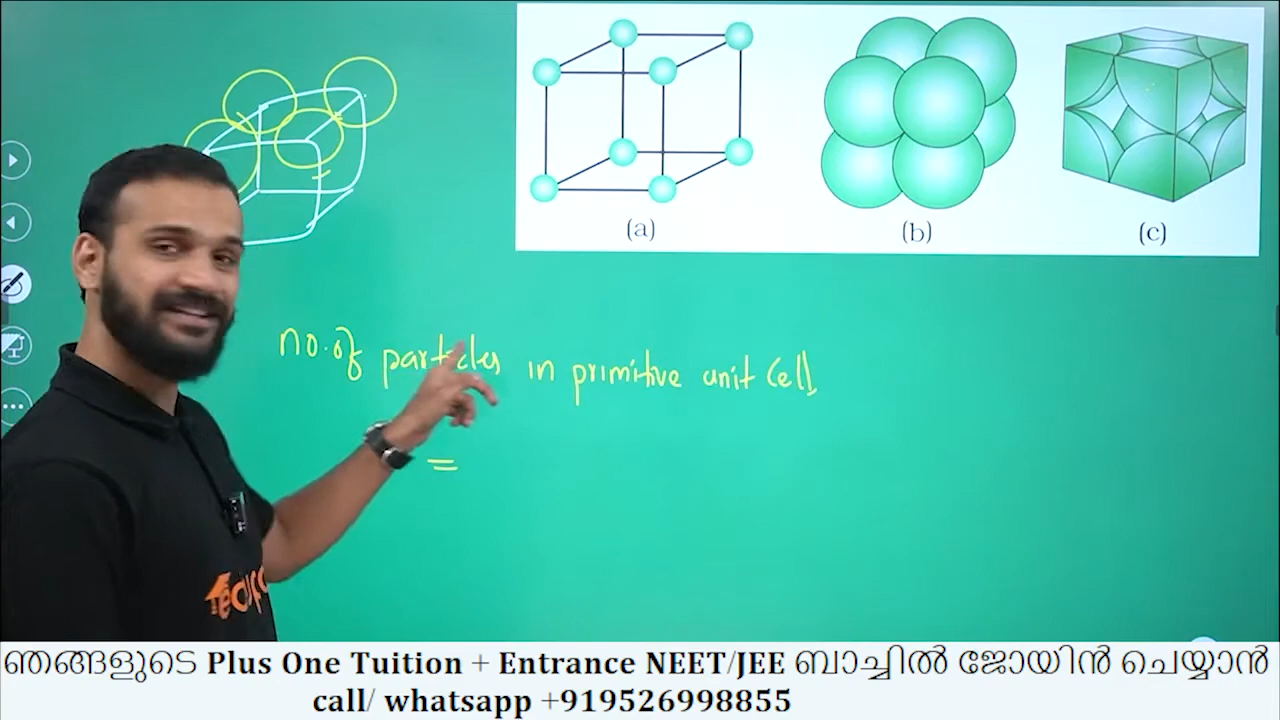 (a)
(b)
(c)
no. of particles in primitive unit cell
=
ഞങ്ങളുടെ Plus One Tuition + Entrance NEET/JEE ബാച്ചിൽ ജോയിൻ ചെയ്യാൻ
call/ whatsapp +919526998855